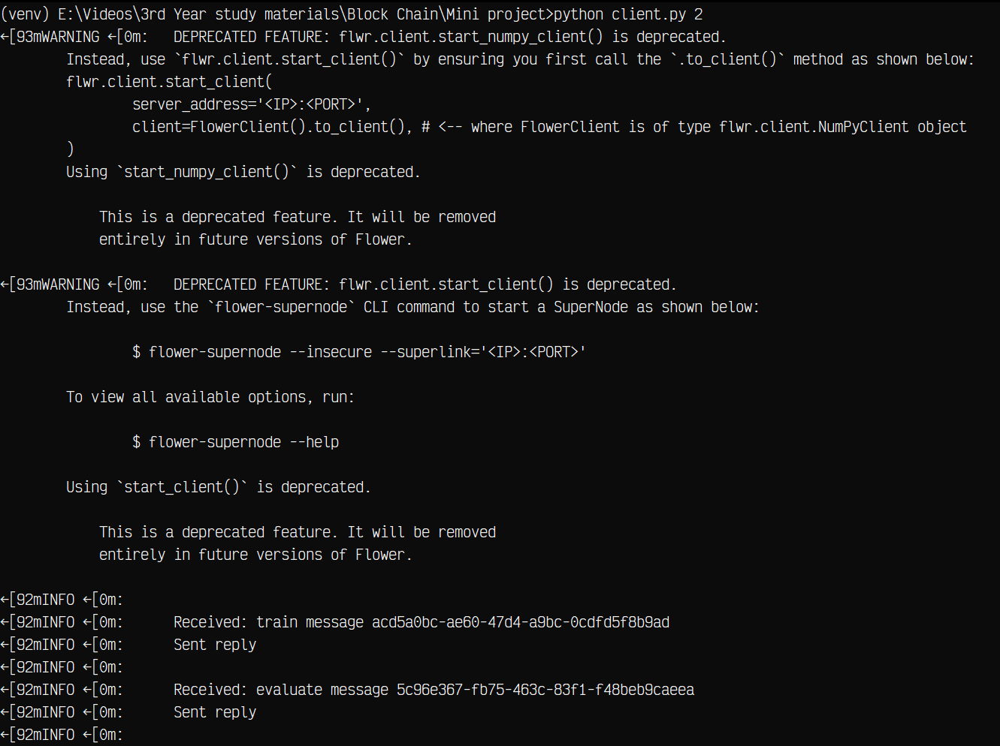 (venv) E:\Videos\3rd Year study materials\Block Chain\Mini project>python client.py 2
←[93mWARNING ←[0m:   DEPRECATED FEATURE: flwr.client.start_numpy_client() is deprecated.
        Instead, use `flwr.client.start_client()` by ensuring you first call the `.to_client()` method as shown below:
        flwr.client.start_client(
                server_address='<IP>:<PORT>',
                client=FlowerClient().to_client(), # <-- where FlowerClient is of type flwr.client.NumPyClient object
        )
        Using `start_numpy_client()` is deprecated.

            This is a deprecated feature. It will be removed
            entirely in future versions of Flower.

←[93mWARNING ←[0m:   DEPRECATED FEATURE: flwr.client.start_client() is deprecated.
        Instead, use the `flower-supernode` CLI command to start a SuperNode as shown below:

                $ flower-supernode --insecure --superlink='<IP>:<PORT>'

        To view all available options, run:

                $ flower-supernode --help

        Using `start_client()` is deprecated.

            This is a deprecated feature. It will be removed
            entirely in future versions of Flower.

←[92mINFO ←[0m:
←[92mINFO ←[0m:      Received: train message acd5a0bc-ae60-47d4-a9bc-0cdfd5f8b9ad
←[92mINFO ←[0m:      Sent reply
←[92mINFO ←[0m:
←[92mINFO ←[0m:      Received: evaluate message 5c96e367-fb75-463c-83f1-f48beb9caeea
←[92mINFO ←[0m:      Sent reply
←[92mINFO ←[0m: